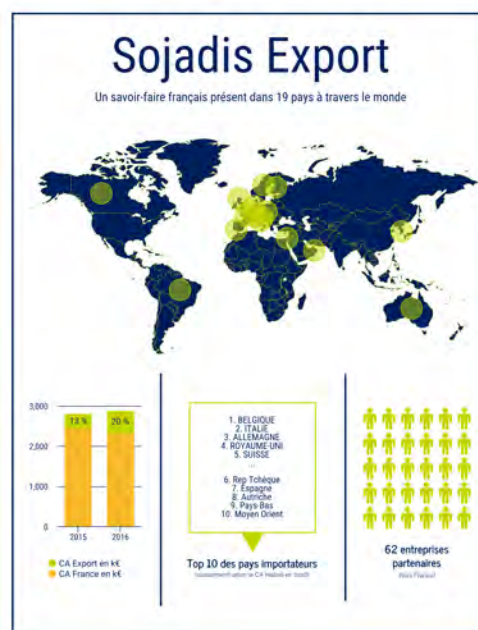 Sojadis Export
Un savoir-faire français présent dans 19 pays à travers le monde
3,000
2,000
1,000
0
13 %
20 %
2015
2016
CA Export en k€
CA France en k€
1. BELGIQUE
2. ITALIE
3. ALLEMAGNE
4. ROYAUME-UNI
5. SUISSE
...
6. Rep Tchèque
7. Espagne
8. Autriche
9. Pays-Bas
10. Moyen Orient
Top 10 des pays importateurs
62 entreprises
partenaires